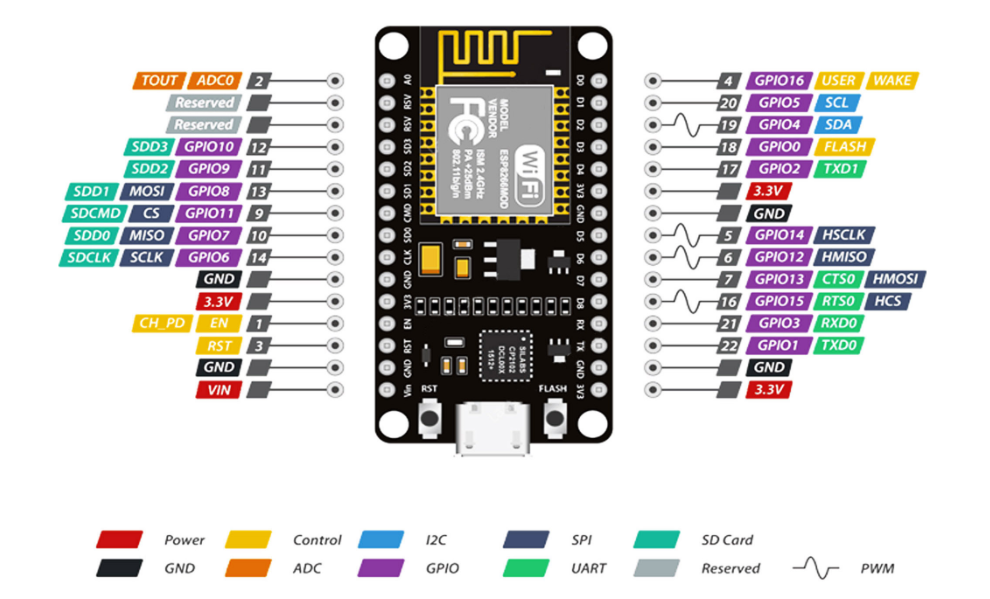 TOUT ADC0 2
Reserved
Reserved
SDD3 GPIO10 12
SDD2 GPIO9 11
SDD1 MOSI GPIO8 13
SDCMD CS GPIO11 9
SDD0 MISO GPIO7 10
SDCLK SCLK GPIO6 14
GND
3.3V
CH_PD EN 1
RST 3
GND
VIN
A0
RSV
RSV
SD3
SD2
SD1
CMD
SD0
CLK
GND
3V3
EN
RST
GND
Vin
MODEL
VENDOR
ESP8266MOD
WiFi
FC
ISM 2.4GHz
PA +25dBm
802.11b/g/n
SILABS
CP2102
DCL00X
1512+
RST
FLASH
D0
D1
D2
D3
D4
3V3
GND
D5
D6
D7
D8
RX
TX
GND
3V3
4 GPIO16 USER WAKE
20 GPIO5 SCL
19 GPIO4 SDA
18 GPIO0 FLASH
17 GPIO2 TXD1
3.3V
GND
5 GPIO14 HSCLK
6 GPIO12 HMISO
7 GPIO13 CTS0 HMOSI
16 GPIO15 RTS0 HCS
21 GPIO3 RXD0
22 GPIO1 TXD0
GND
3.3V
Power Control I2C SPI SD Card
GND ADC GPIO UART Reserved PWM